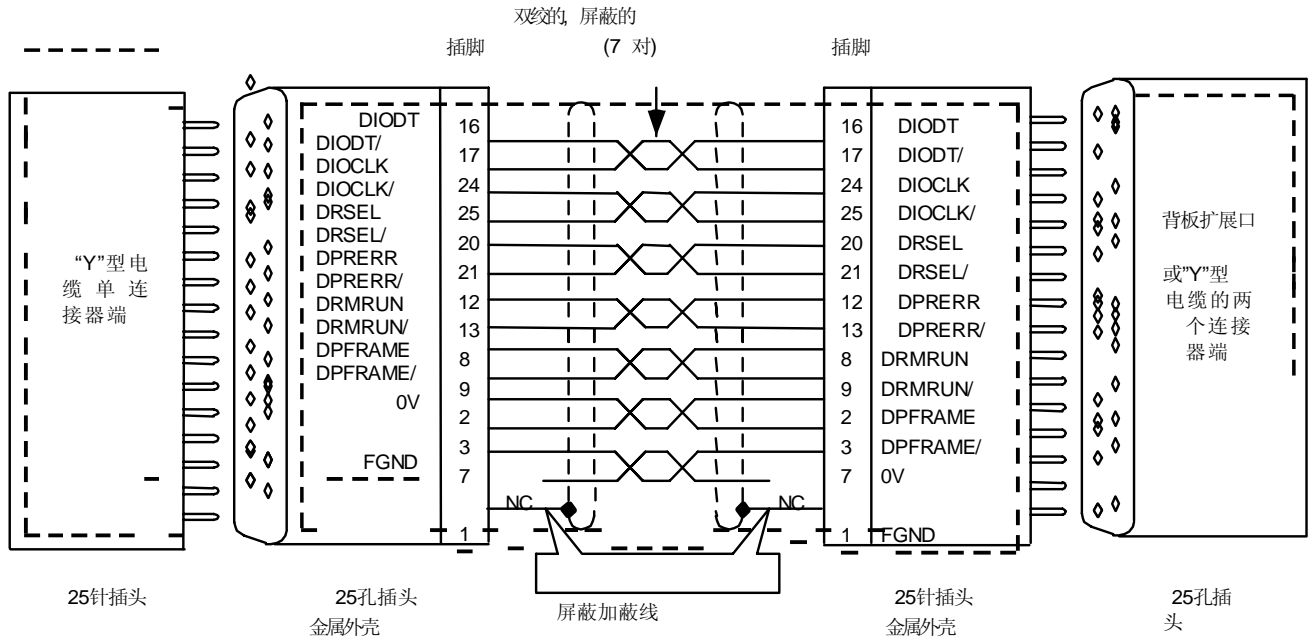 双绞的, 屏蔽的
(7 对)
插脚
插脚
“Y”型电
缆 单 连
接器端
DIODT
DIODT/
DIOCLK
DIOCLK/
DRSEL
DRSEL/
DPRERR
DPRERR/
DRMRUN
DRMRUN/
DPFRAME
DPFRAME/
0V
FGND
16
17
24
25
20
21
12
13
8
9
2
3
7
1
NC
NC
16 DIODT
17 DIODT/
24 DIOCLK
25 DIOCLK/
20 DRSEL
21 DRSEL/
12 DPRERR
13 DPRERR/
8 DRMRUN
9 DRMRUN/
2 DPFRAME
3 DPFRAME/
7 0V
1 FGND
背板扩展口
或”Y”型
电缆的两
个连接
器端
25针插头
25孔插头
金属外壳
屏蔽加蔽线
25针插头
金属外壳
25孔插
头